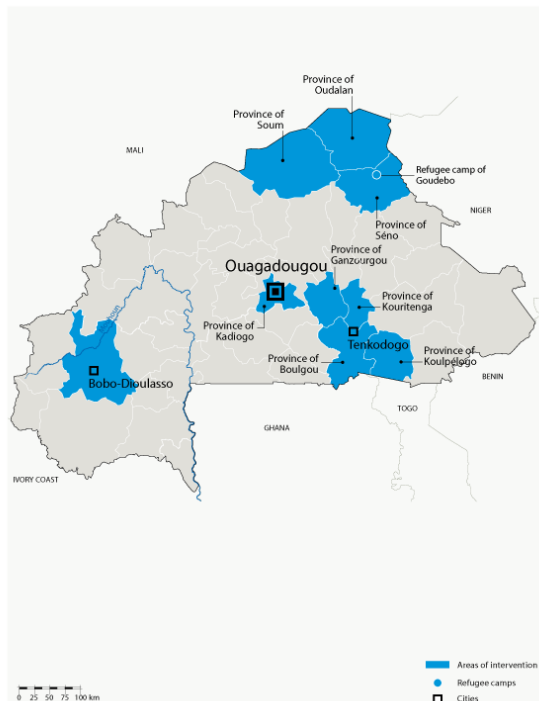 Province of
Oudalan
Province of
Soum
MALI
Refugee camp of
Goudebo
NIGER
Province of
Séno
Province of
Ganzourgou
Ouagadougou
Province of
Kouritenga
Province of
Kadiogo
Tenkodogo
Province of
Koulpélogo
Province of
Boulgou
Bobo-Dioulasso
BENIN
TOGO
GHANA
IVORY COAST
Areas of intervention
Refugee camps
Cities
0 25 50 75 100 km